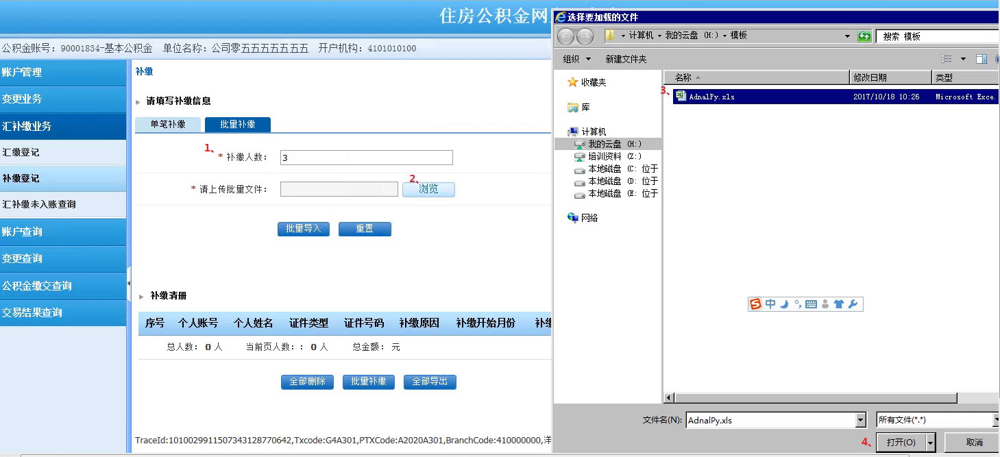 住房公积金网
公积金账号：90001834-基本公积金 单位名称：公司零五五五五五五五 开户机构：4101010100
账户管理
变更业务
汇补缴业务
汇缴登记
补缴登记
汇补缴未入账查询
账户查询
变更查询
公积金缴交查询
交易结果查询
补缴
请填写补缴信息
单笔补缴 批量补缴
1、
* 补缴人数： 3
2、
* 请上传批量文件： 浏览
批量导入 重置
补缴清册
序号 个人账号 个人姓名 证件类型 证件号码 补缴原因 补缴开始月份 补缴
总人数： 0 人 当前页人数：： 0 人 总金额： 元
全部删除 批量补缴 全部导出
TraceId:1010029911507343128770642,Txcode:G4A301,PTXCode:A2020A301,BranchCode:410000000,洋
选择要加载的文件
计算机 我的云盘 (H:) 模板
搜索 模板
组织 新建文件夹
收藏夹
库
计算机
我的云盘 (H:)
培训资料 (Z:)
本地磁盘 (C: 位于
本地磁盘 (D: 位于
本地磁盘 (E: 位于
网络
名称 修改日期 类型
3、
AdnalPy.xls 2017/10/18 10:26 Microsoft Exce.
中
文件名(N): AdnalPy.xls 所有文件(*.*)
4、
打开(O) 取消